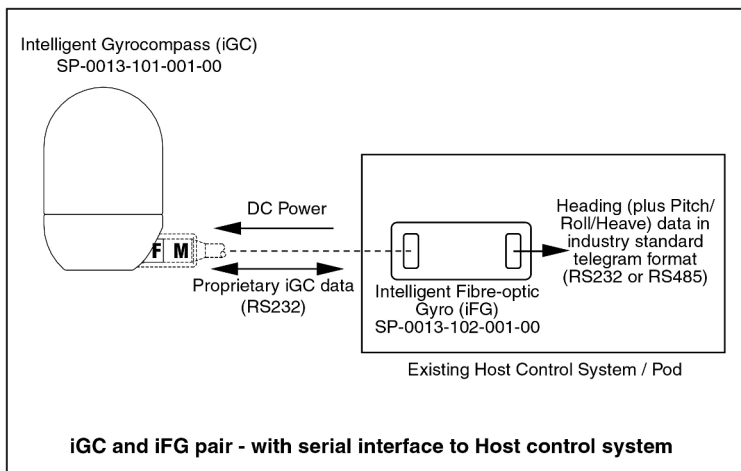 Intelligent Gyrocompass (iGC)
SP-0013-101-001-00
DC Power
F M
Proprietary iGC data
(RS232)
Intelligent Fibre-optic
Gyro (iFG)
SP-0013-102-001-00
Heading (plus Pitch/
Roll/Heave) data in
industry standard
telegram format
(RS232 or RS485)
Existing Host Control System / Pod
iGC and iFG pair - with serial interface to Host control system